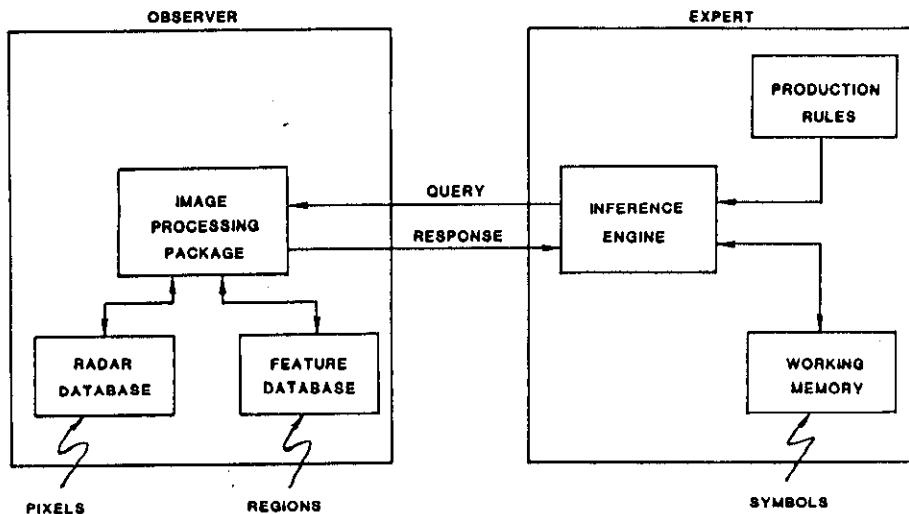 OBSERVER
EXPERT
PRODUCTION
RULES
IMAGE
PROCESSING
PACKAGE
QUERY
RESPONSE
INFERENCE
ENGINE
RADAR
DATABASE
FEATURE
DATABASE
WORKING
MEMORY
PIXELS
REGIONS
SYMBOLS